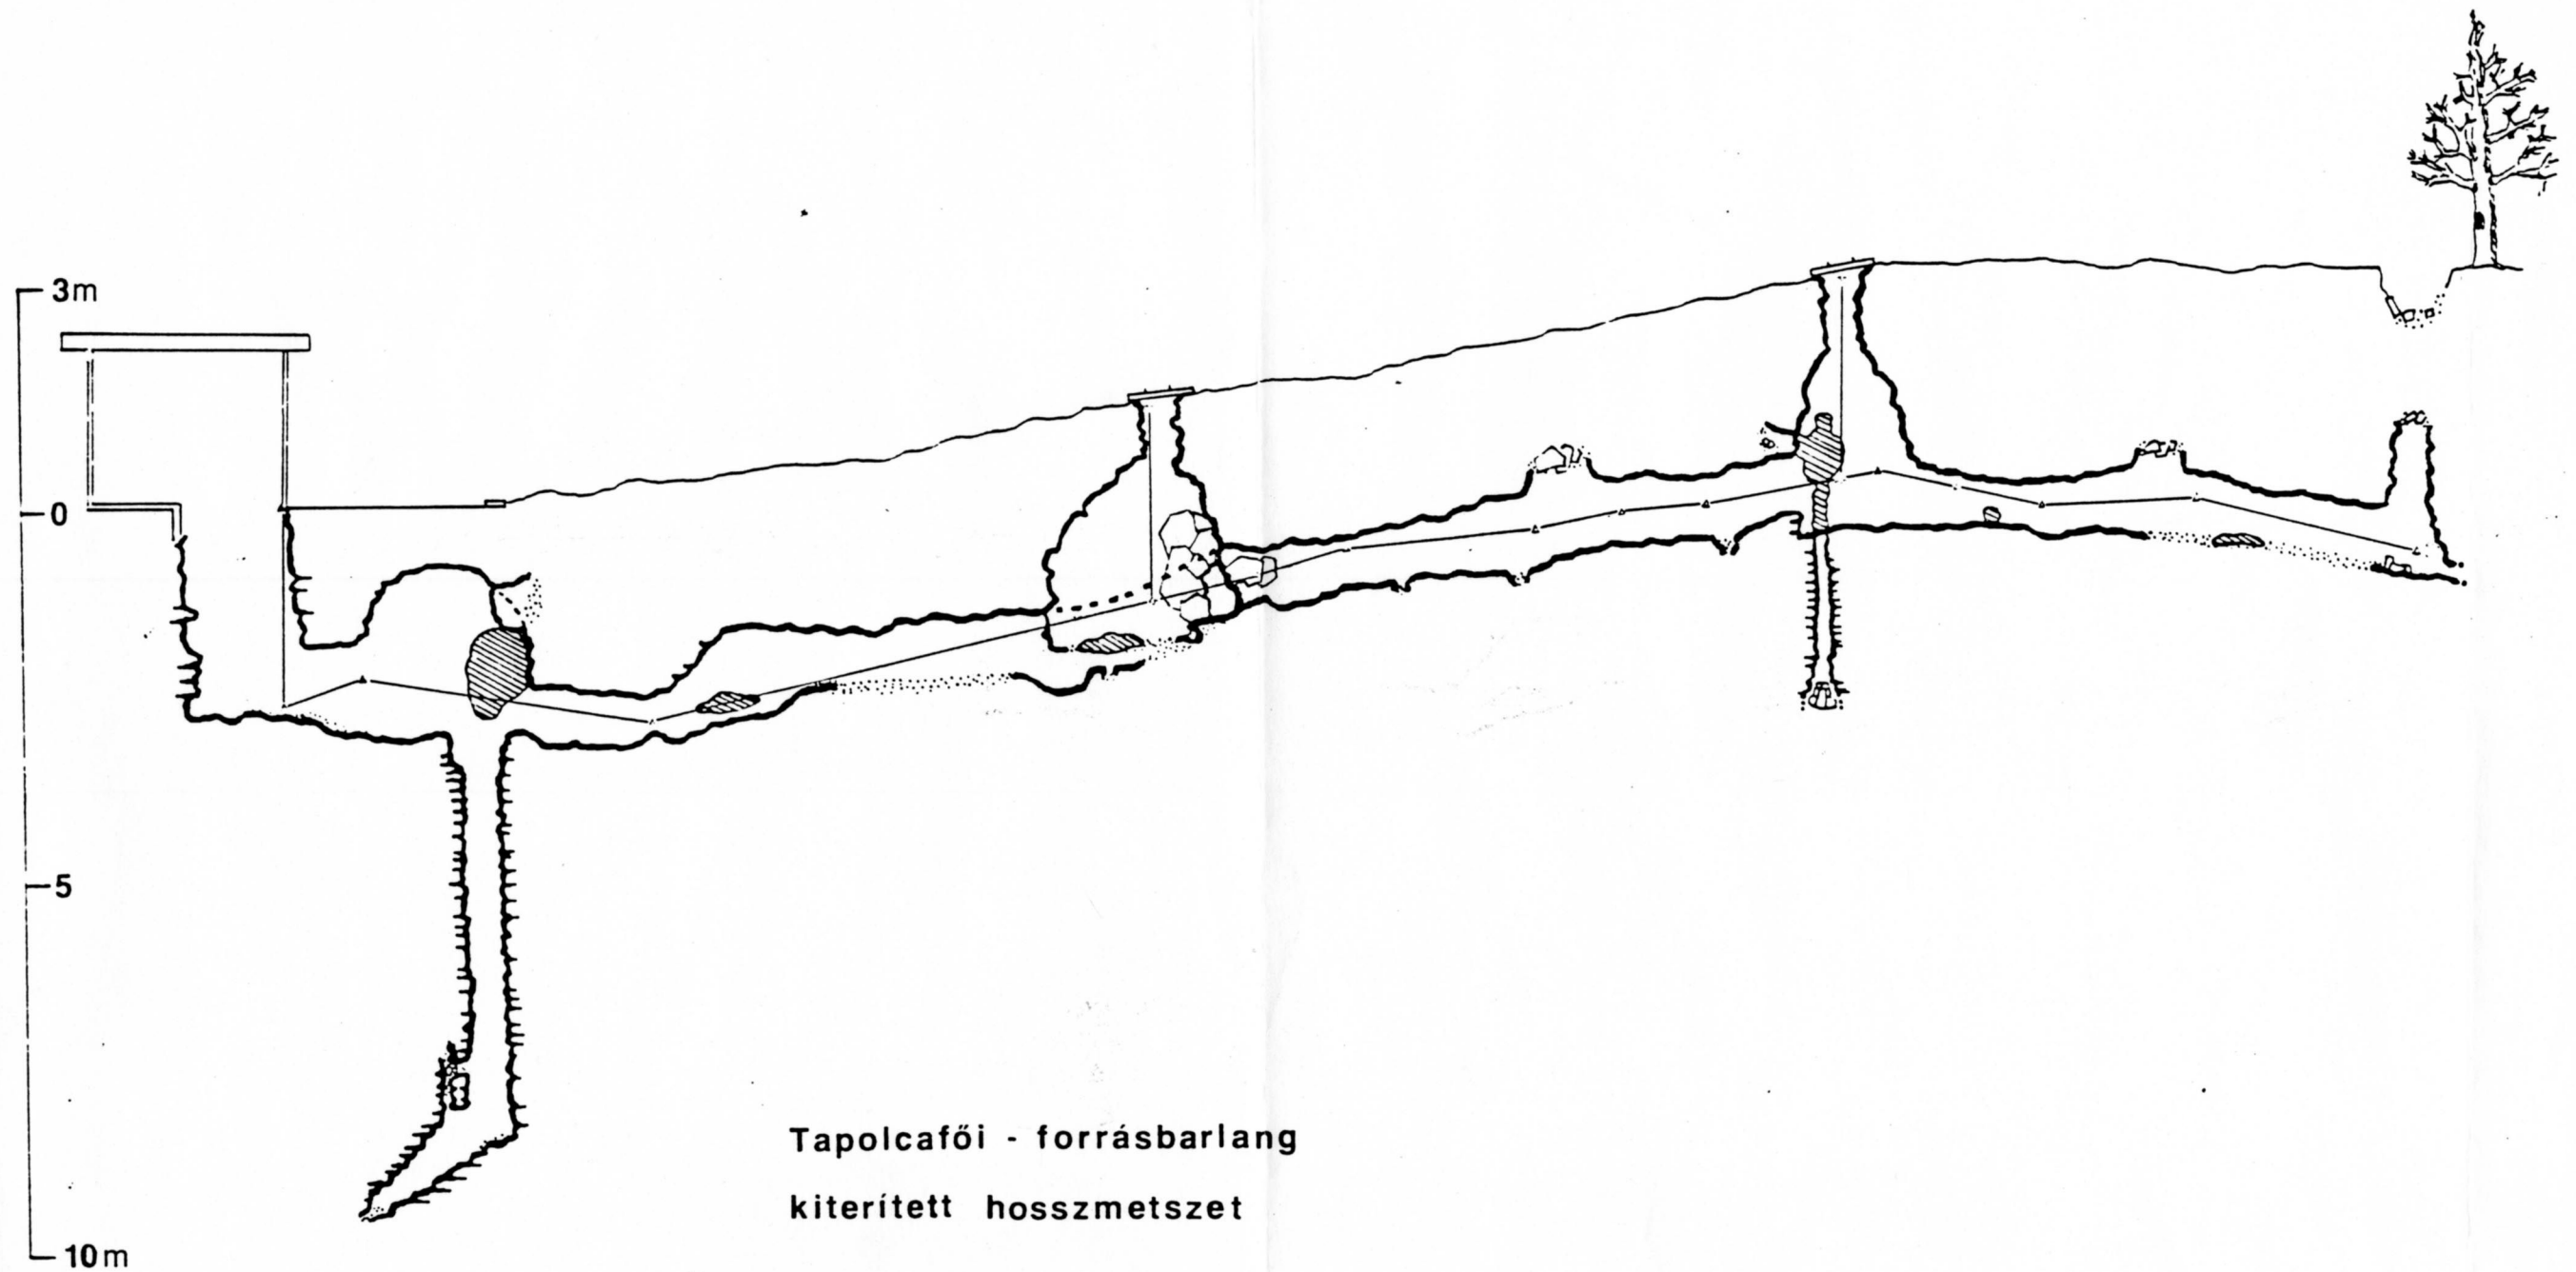 3m
0
5
10m
Tapolcafői - forrásbarlang
kiterített hosszmetszet